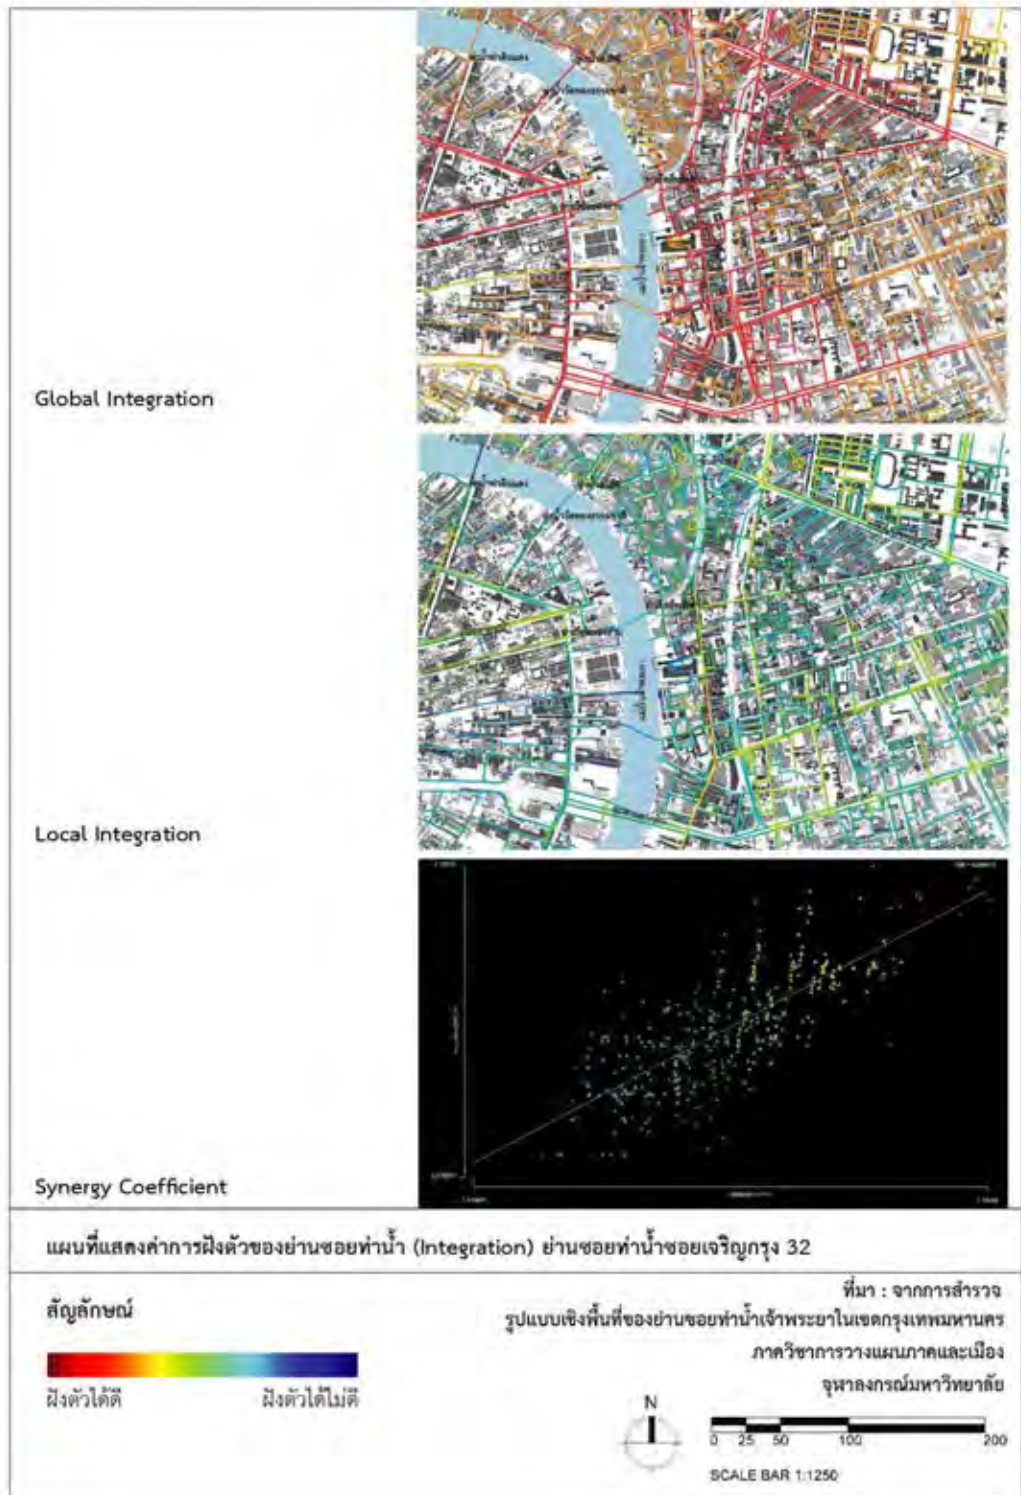 Global Integration
Local Integration
Synergy Coefficient
แผนที่แสดงค่าการฝังตัวของย่านซอยท่าน้ำ (Integration) ย่านซอยท่าน้ำซอยเจริญกรุง 32
สัญลักษณ์
ฝังตัวได้ดี ฝังตัวได้ไม่ดี
ที่มา : จากการสำรวจ
รูปแบบเชิงพื้นที่ของย่านซอยท่าน้ำเจ้าพระยาในเขตกรุงเทพมหานคร
ภาควิชาการวางแผนภาคและเมือง
จุฬาลงกรณ์มหาวิทยาลัย
N
0 25 50 100 200
SCALE BAR 1:1250